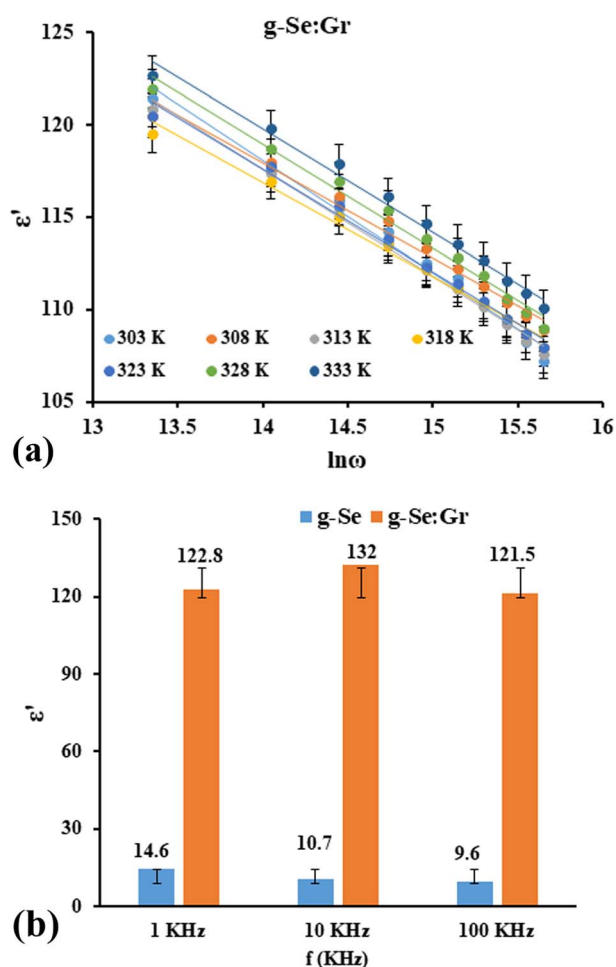 g-Se:Gr
125
120
115
110
105
ε'
303 K 308 K 313 K 318 K
323 K 328 K 333 K
13 13.5 14 14.5 15 15.5 16
lnω
(a)
g-Se g-Se:Gr
150
120
90
60
30
0
ε'
122.8 132 121.5
14.6 10.7 9.6
1 KHz 10 KHz 100 KHz
f (KHz)
(b)